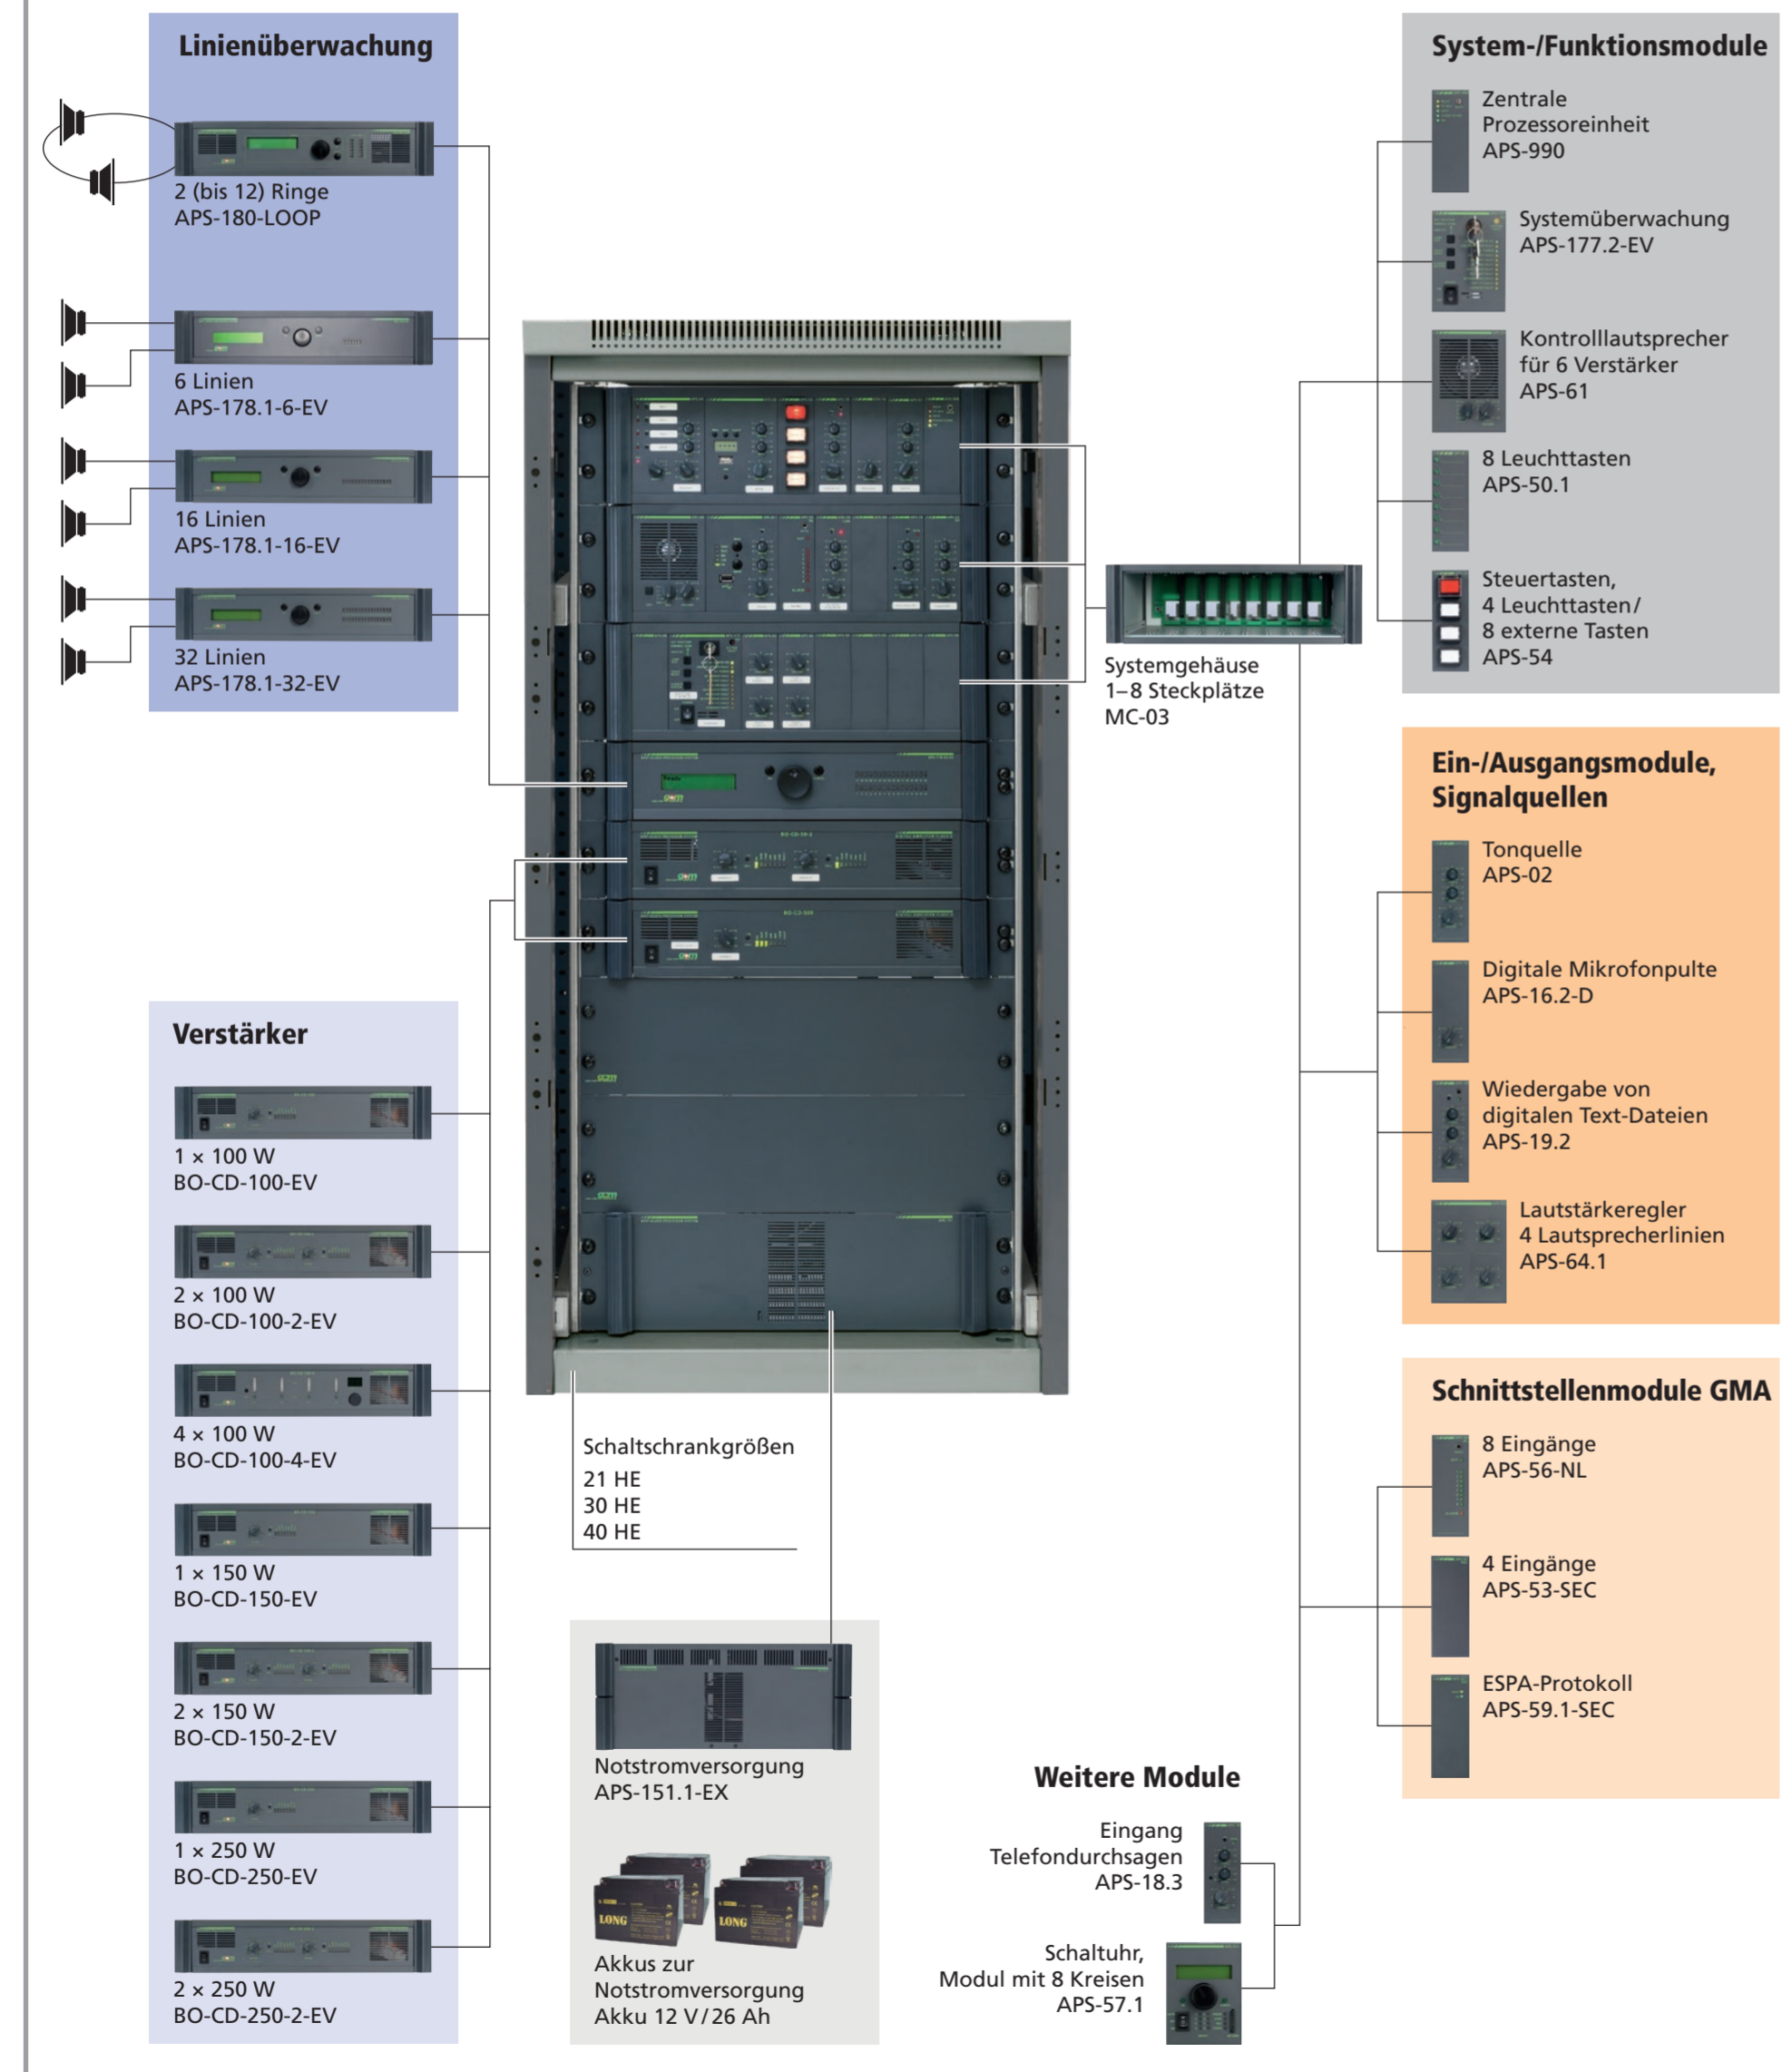 Linienüberwachung
2 (bis 12) Ringe
APS-180-LOOP
6 Linien
APS-178.1-6-EV
16 Linien
APS-178.1-16-EV
32 Linien
APS-178.1-32-EV
Verstärker
1 × 100 W
BO-CD-100-EV
2 × 100 W
BO-CD-100-2-EV
4 × 100 W
BO-CD-100-4-EV
1 × 150 W
BO-CD-150-EV
2 × 150 W
BO-CD-150-2-EV
1 × 250 W
BO-CD-250-EV
2 × 250 W
BO-CD-250-2-EV
Schaltschrankgrößen
21 HE
30 HE
40 HE
Notstromversorgung
APS-151.1-EX
LONG
LONG
Akkus zur
Notstromversorgung
Akku 12 V/26 Ah
Systemgehäuse
1–8 Steckplätze
MC-03
System-/Funktionsmodule
Zentrale
Prozessoreinheit
APS-990
Systemüberwachung
APS-177.2-EV
Kontrolllautsprecher
für 6 Verstärker
APS-61
8 Leuchttasten
APS-50.1
Steuertasten,
4 Leuchttasten/
8 externe Tasten
APS-54
Ein-/Ausgangsmodule,
Signalquellen
Tonquelle
APS-02
Digitale Mikrofonpulte
APS-16.2-D
Wiedergabe von
digitalen Text-Dateien
APS-19.2
Lautstärkeregler
4 Lautsprecherlinien
APS-64.1
Schnittstellenmodule GMA
8 Eingänge
APS-56-NL
4 Eingänge
APS-53-SEC
ESPA-Protokoll
APS-59.1-SEC
Weitere Module
Eingang
Telefondurchsagen
APS-18.3
Schaltuhr,
Modul mit 8 Kreisen
APS-57.1